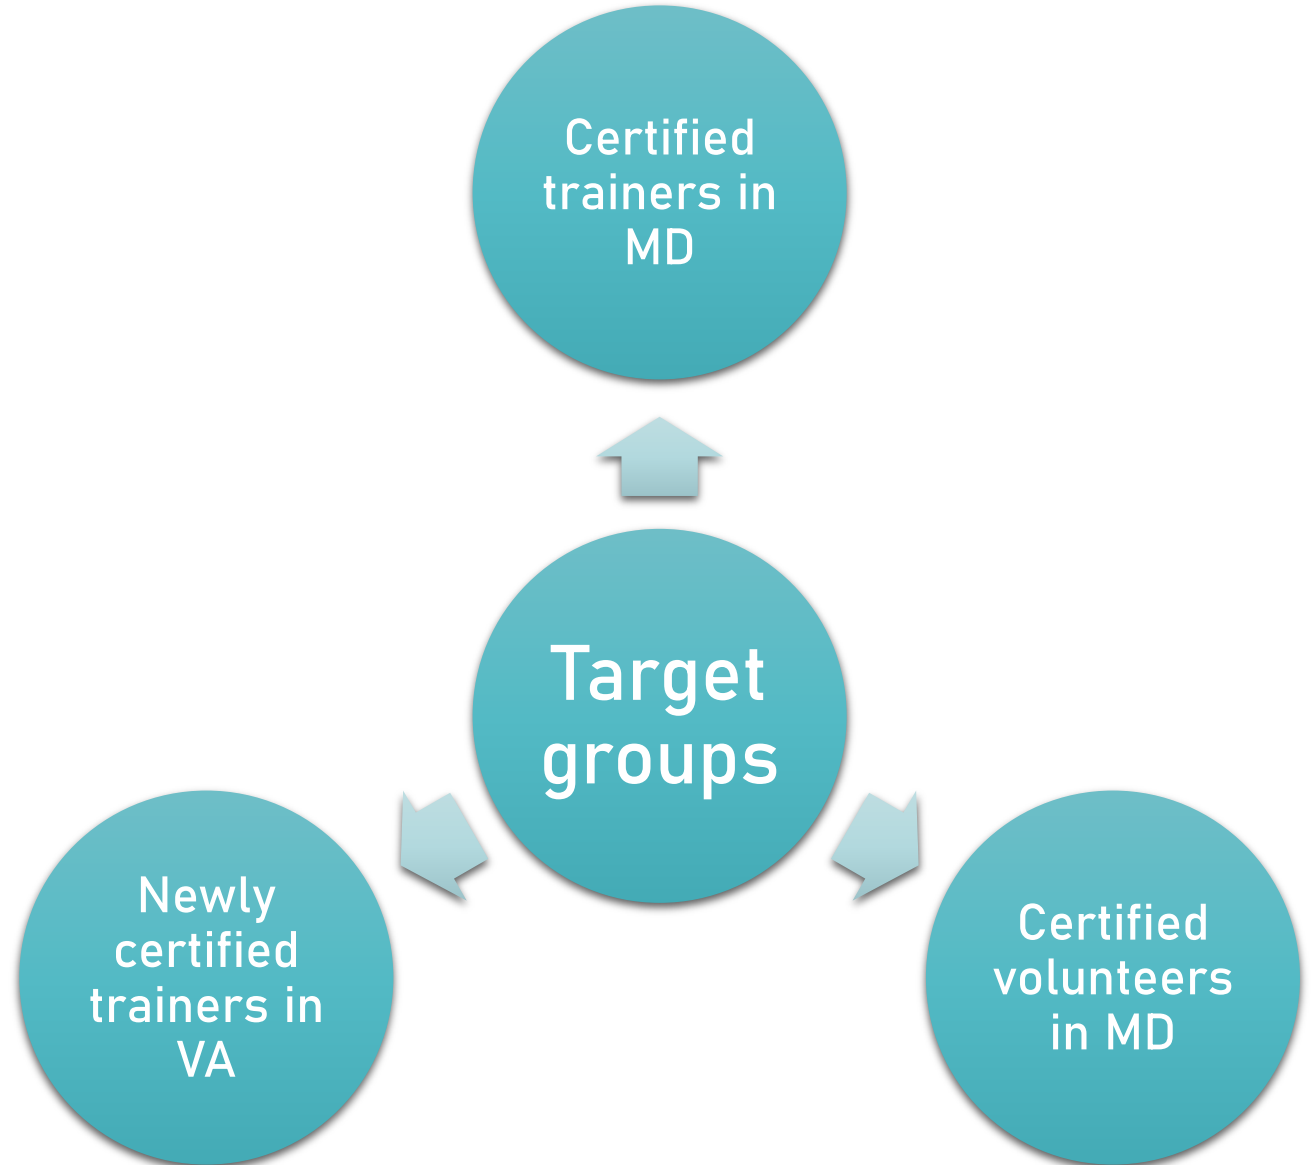 Certified
trainers in
MD
Target
groups
Newly
certified
trainers in
VA
Certified
volunteers
in MD